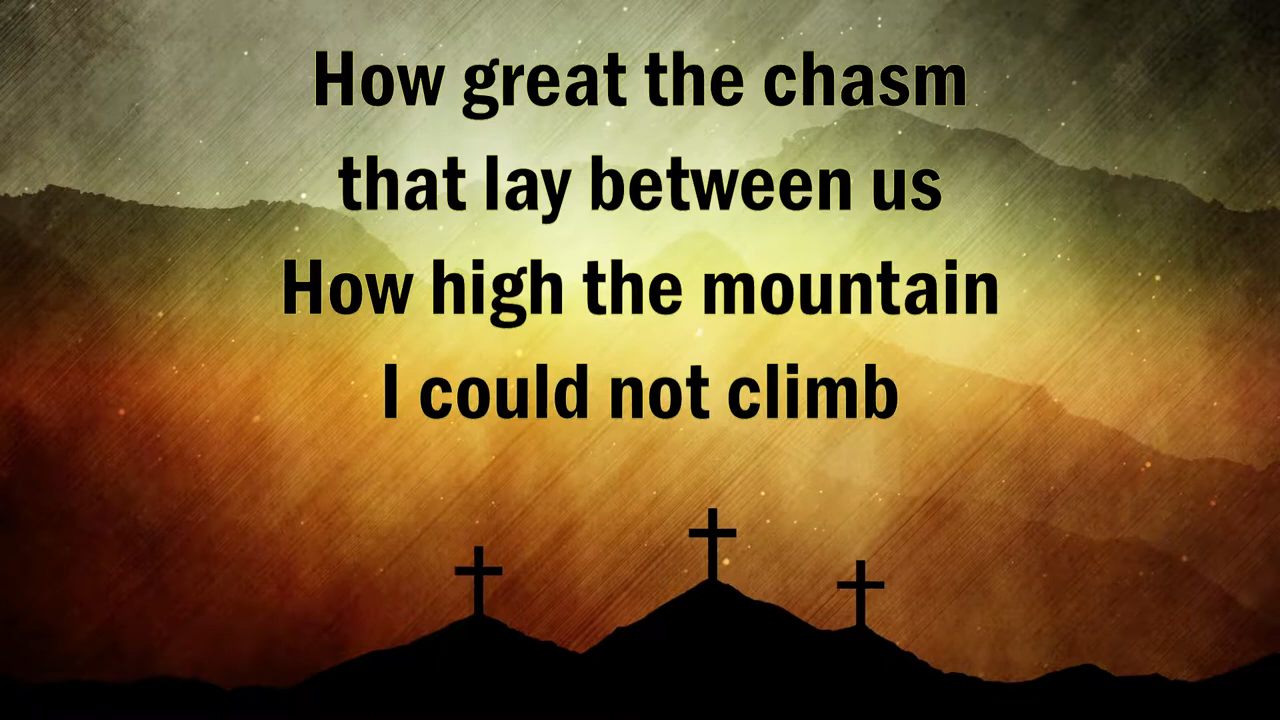 How great the chasm
that lay between us
How high the mountain
I could not climb